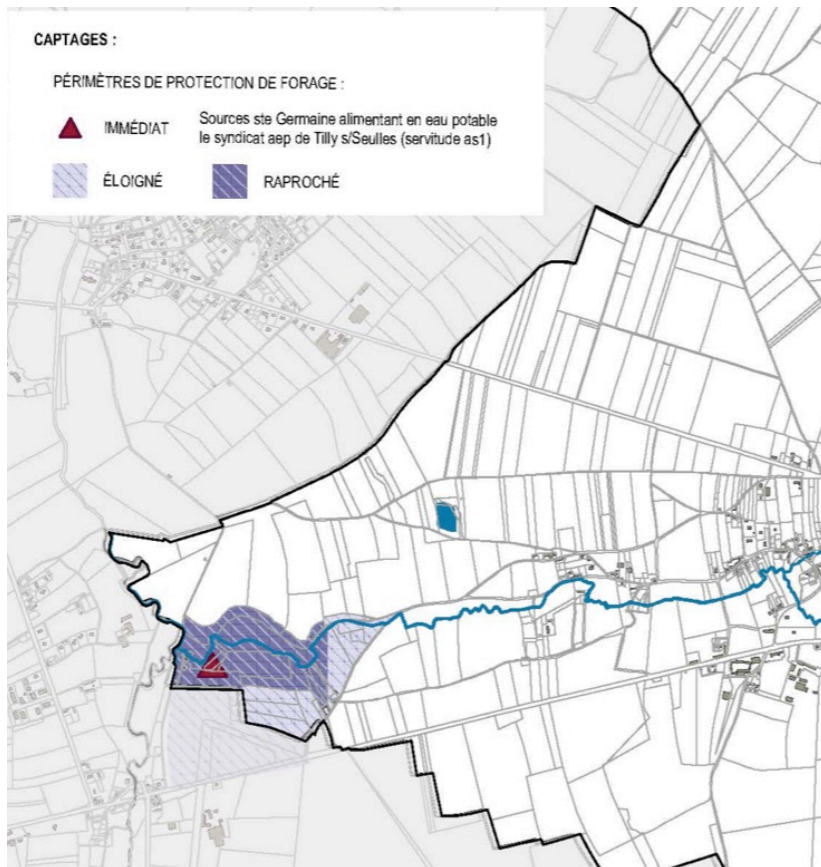 CAPTAGES :
PÉRIMÈTRES DE PROTECTION DE FORAGE :
IMMÉDIAT
Sources ste Germaine alimentant en eau potable
le syndicat aep de Tilly s/Seulles (servitude as1)
ÉLOIGNÉ
RAPROCHÉ